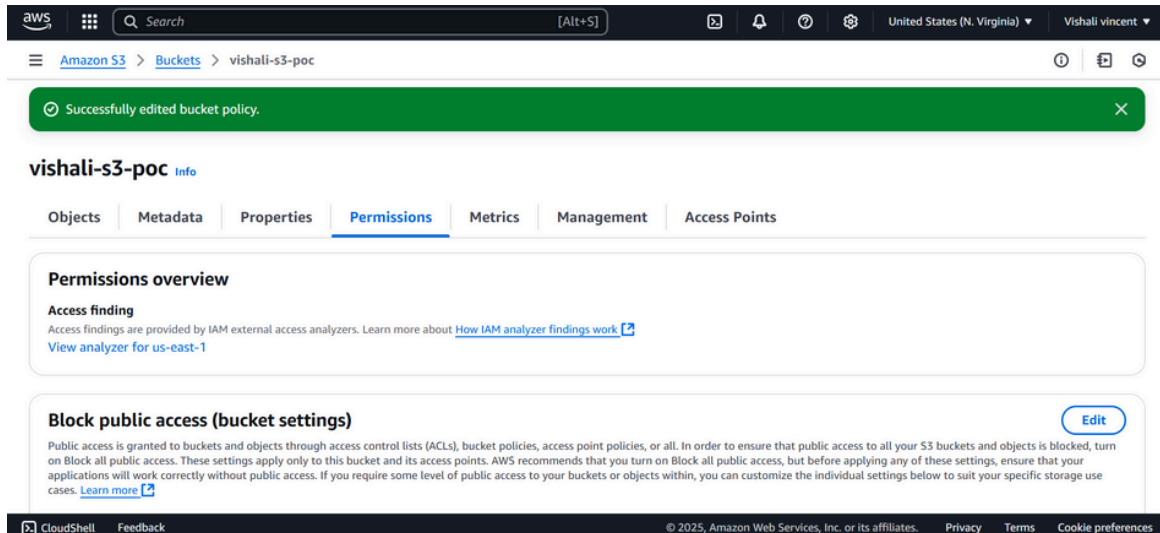 aws
Search [Alt+S] United States (N. Virginia) ▼ Vishali vincent ▼
Amazon S3 > Buckets > vishali-s3-poc
Successfully edited bucket policy.
vishali-s3-poc Info
Objects Metadata Properties Permissions Metrics Management Access Points
Permissions overview
Access finding
Access findings are provided by IAM external access analyzers. Learn more about How IAM analyzer findings work
View analyzer for us-east-1
Block public access (bucket settings) Edit
Public access is granted to buckets and objects through access control lists (ACLs), bucket policies, access point policies, or all. In order to ensure that public access to all your S3 buckets and objects is blocked, turn
on Block all public access. These settings apply only to this bucket and its access points. AWS recommends that you turn on Block all public access, but before applying any of these settings, ensure that your
applications will work correctly without public access. If you require some level of public access to your buckets or objects within, you can customize the individual settings below to suit your specific storage use
cases. Learn more
CloudShell Feedback © 2025, Amazon Web Services, Inc. or its affiliates. Privacy Terms Cookie preferences